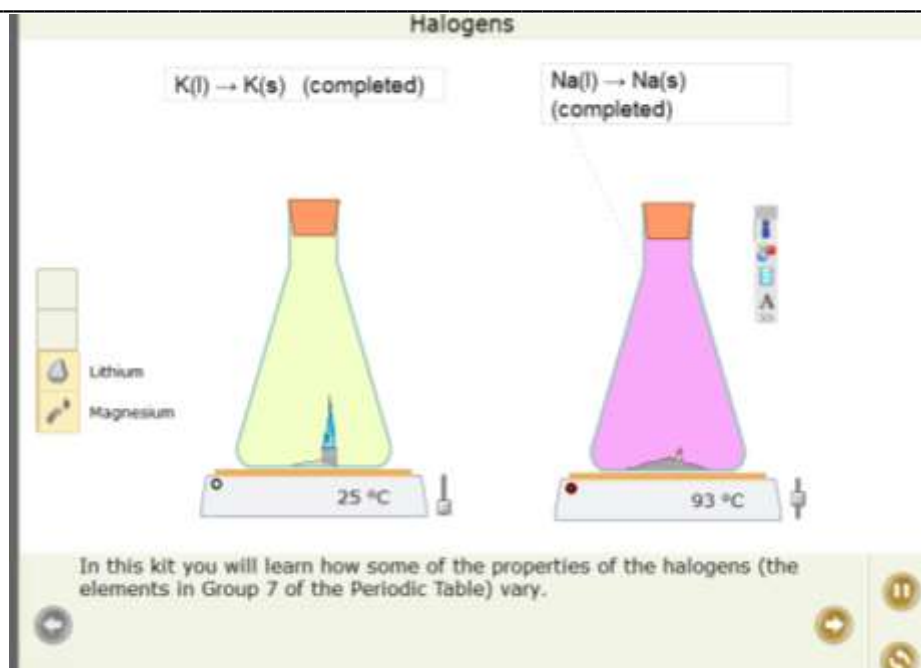 Halogens
K(l) → K(s) (completed)
Na(l) → Na(s)
(completed)
A
Lithium
Magnesium
25 °C
93 °C
In this kit you will learn how some of the properties of the halogens (the
elements in Group 7 of the Periodic Table) vary.